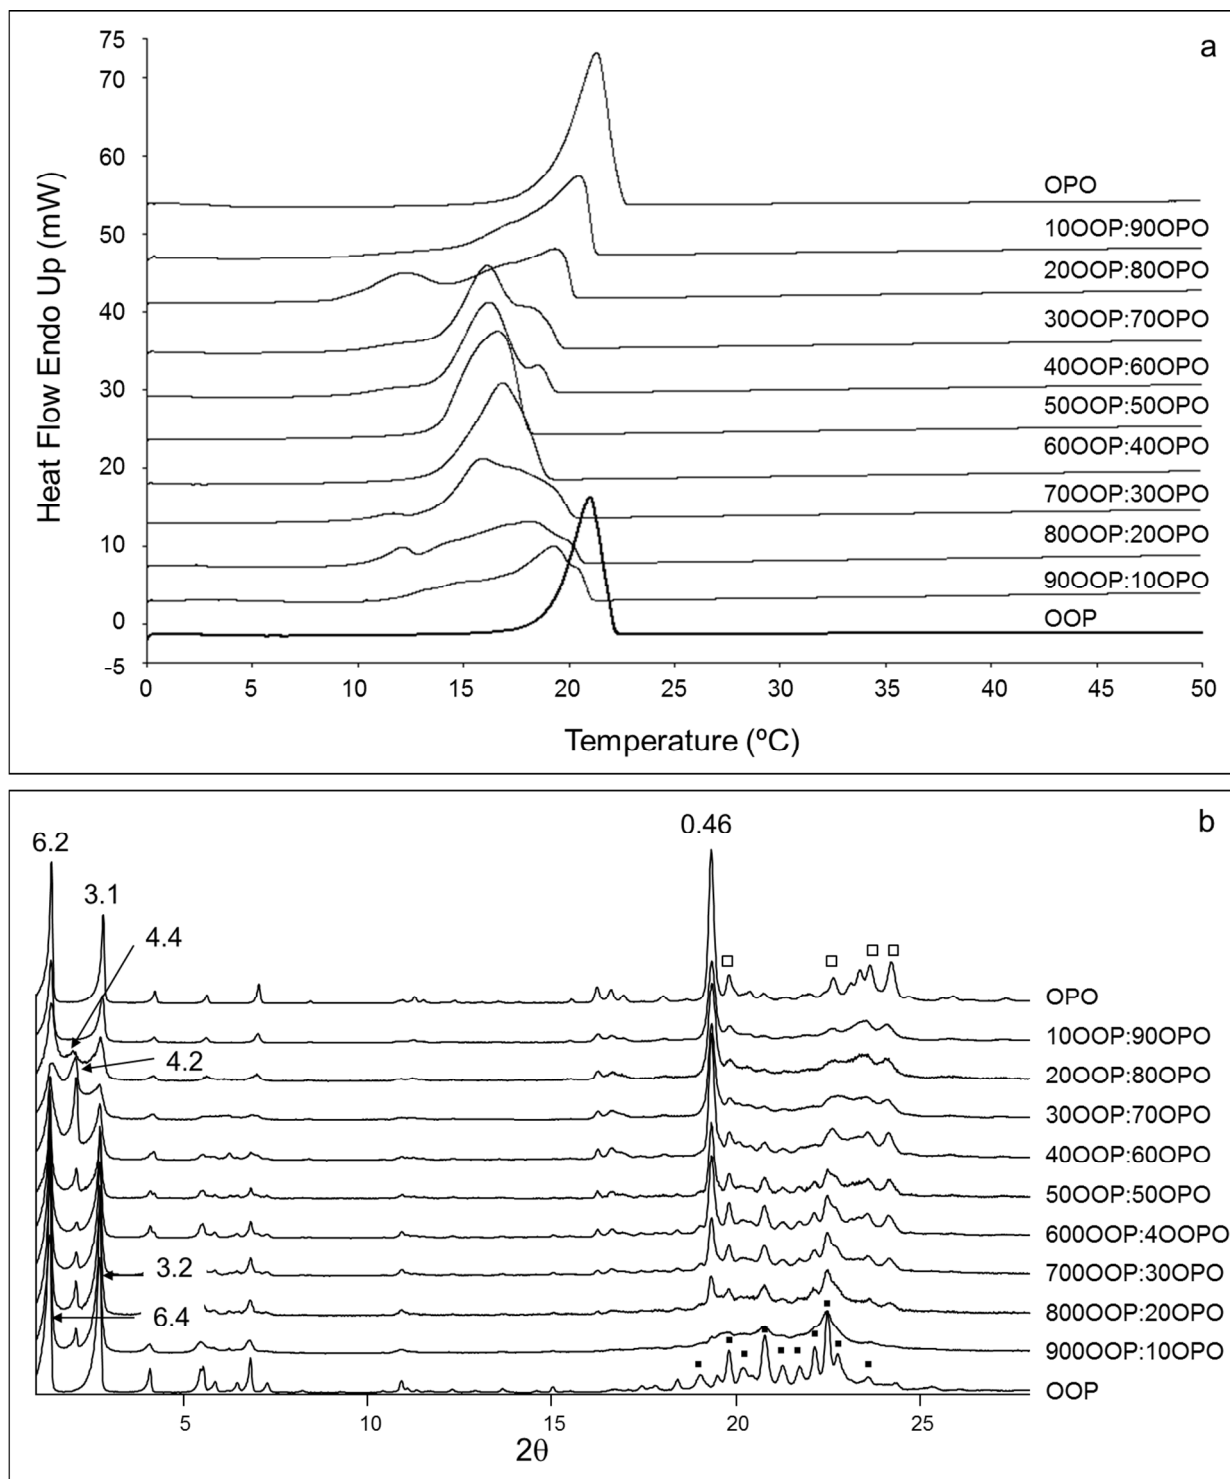 a
75
70
60
50
40
30
20
10
0
-5
Heat Flow Endo Up (mW)
OPO
10OOP:90OPO
20OOP:80OPO
30OOP:70OPO
40OOP:60OPO
50OOP:50OPO
60OOP:40OPO
70OOP:30OPO
80OOP:20OPO
90OOP:10OPO
OOP
0 5 10 15 20 25 30 35 40 45 50
Temperature (ºC)
b
6.2
3.1
4.4
4.2
3.2
6.4
0.46
OPO
10OOP:90OPO
20OOP:80OPO
30OOP:70OPO
40OOP:60OPO
50OOP:50OPO
600OOP:4OOPO
700OOP:30OPO
800OOP:20OPO
900OOP:10OPO
OOP
5 10 15 20 25
2θ